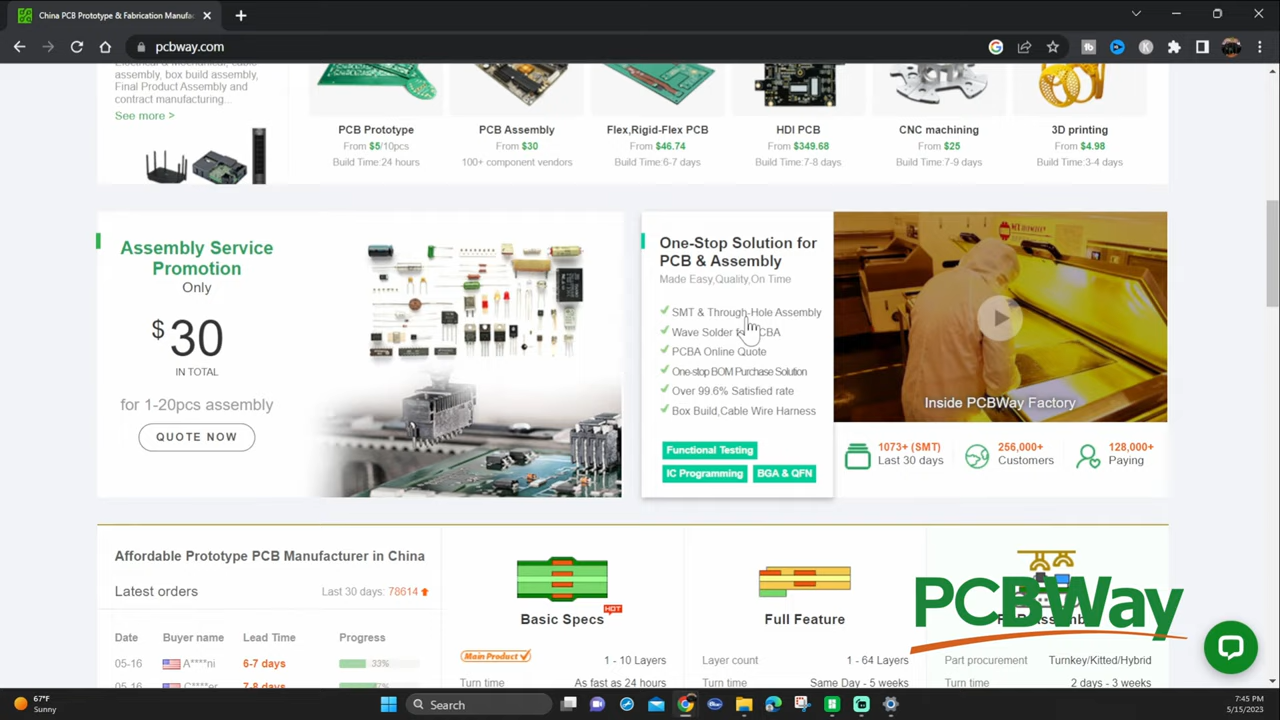 China PCB Prototype & Fabrication Manufa
pcbway.com
Electrical & Mechanical, cable
assembly, box build assembly,
Final Product Assembly and
contract manufacturing...
See more >
PCB Prototype
From $5/10pcs
Build Time:24 hours
PCB Assembly
From $30
100+ component vendors
Flex,Rigid-Flex PCB
From $46.74
Build Time:6-7 days
HDI PCB
From $349.68
Build Time:7-8 days
CNC machining
From $25
Build Time:7-9 days
3D printing
From $4.98
Build Time:3-4 days
Assembly Service
Promotion
Only
$30
IN TOTAL
for 1-20pcs assembly
QUOTE NOW
One-Stop Solution for
PCB & Assembly
Made Easy,Quality,On Time
SMT & Through-Hole Assembly
Wave Solder PCBA
PCBA Online Quote
One-stop BOM Purchase Solution
Over 99.6% Satisfied rate
Box Build,Cable Wire Harness
Functional Testing
IC Programming
BGA & QFN
Inside PCBWay Factory
1073+ (SMT)
Last 30 days
256,000+
Customers
128,000+
Paying
Affordable Prototype PCB Manufacturer in China
Latest orders
Last 30 days: 78614
Date Buyer name Lead Time Progress
05-16 A****ni 6-7 days 33%
05-16 C***er 7-8 days
HOT
Basic Specs
Main Product
1 - 10 Layers
Turn time As fast as 24 hours
Full Feature
Layer count 1 - 64 Layers
Turn time Same Day - 5 weeks
PCBWay
Part procurement Turnkey/Kitted/Hybrid
Turn time 2 days - 3 weeks
67°F
Sunny
Search
7:45 PM
5/15/2023